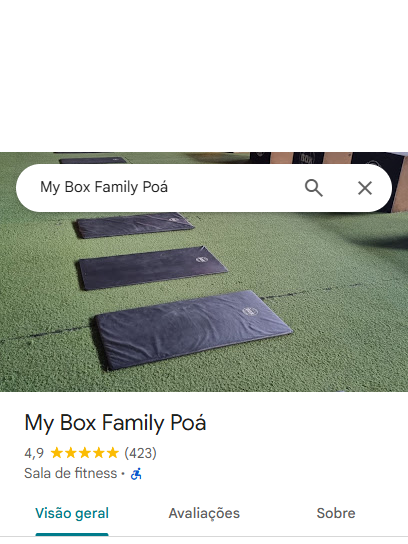 My Box Family Poá
My Box Family Poá
4,9 (423)
Sala de fitness ·
Visão geral Avaliações Sobre